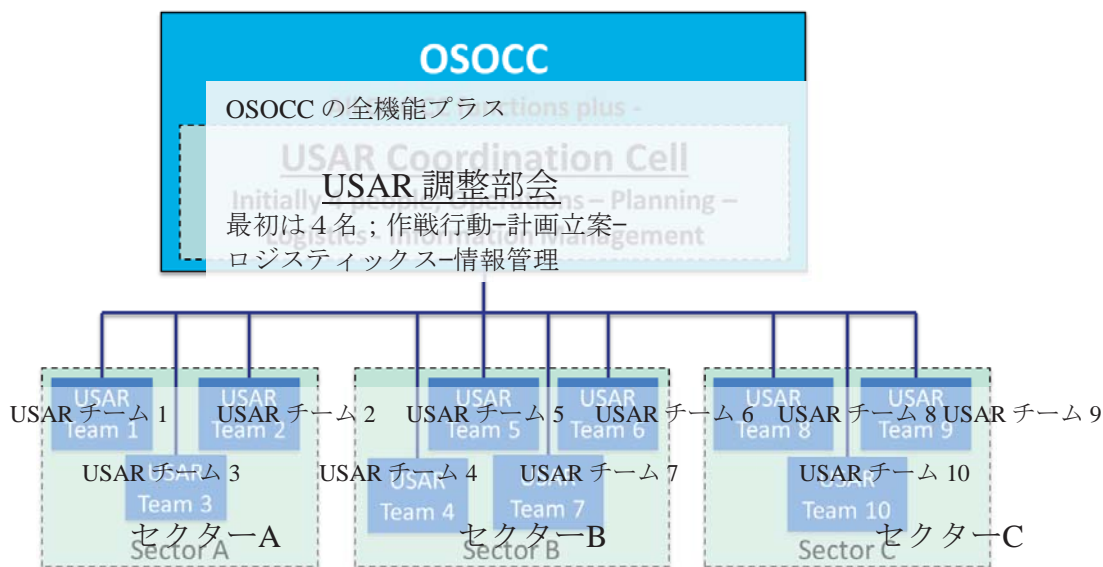 OSOCC
OSOCC の全機能プラス
functions plus -
USAR Coordination Cell
USAR 調整部会
Initially 4 people; Operations – Planning –
最初は４名；作戦行動−計画立案−
Logistics - Information Management
ロジスティックス−情報管理
USAR Team 1
USAR Team 2
USAR Team 5
USAR Team 6
USAR Team 8
USAR Team 9
USAR チーム 1
USAR チーム 2
USAR チーム 5
USAR チーム 6
USAR チーム 8
USAR チーム 9
USAR チーム 3
USAR チーム 4
USAR チーム 7
USAR チーム 10
USAR Team 3
USAR Team 4
USAR Team 7
USAR Team 10
セクターA
セクターB
セクターC
Sector A
Sector B
Sector C